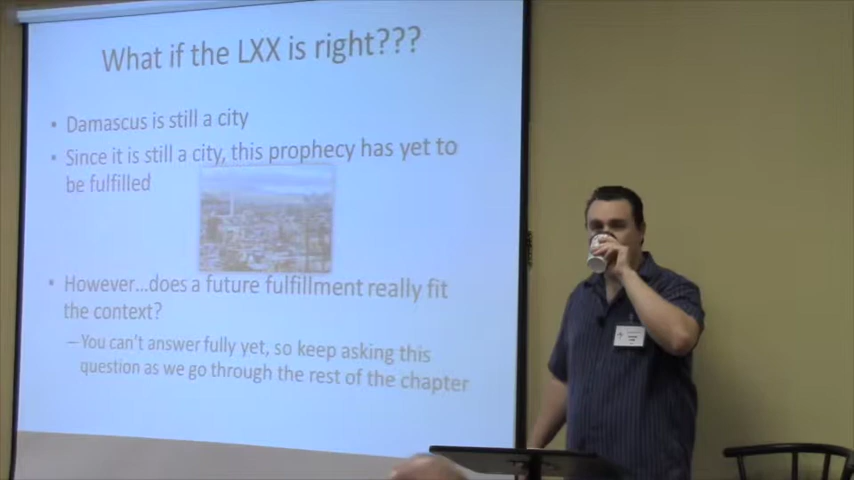 What if the LXX is right???
• Damascus is still a city
• Since it is still a city, this prophecy has yet to
be fulfilled
• However...does a future fulfillment really fit
the context?
– You can't answer fully yet, so keep asking this
question as we go through the rest of the chapter